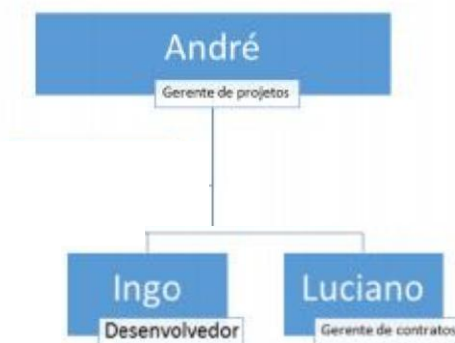 André
Gerente de projetos
Ingo
Desenvolvedor
Luciano
Gerente de contratos